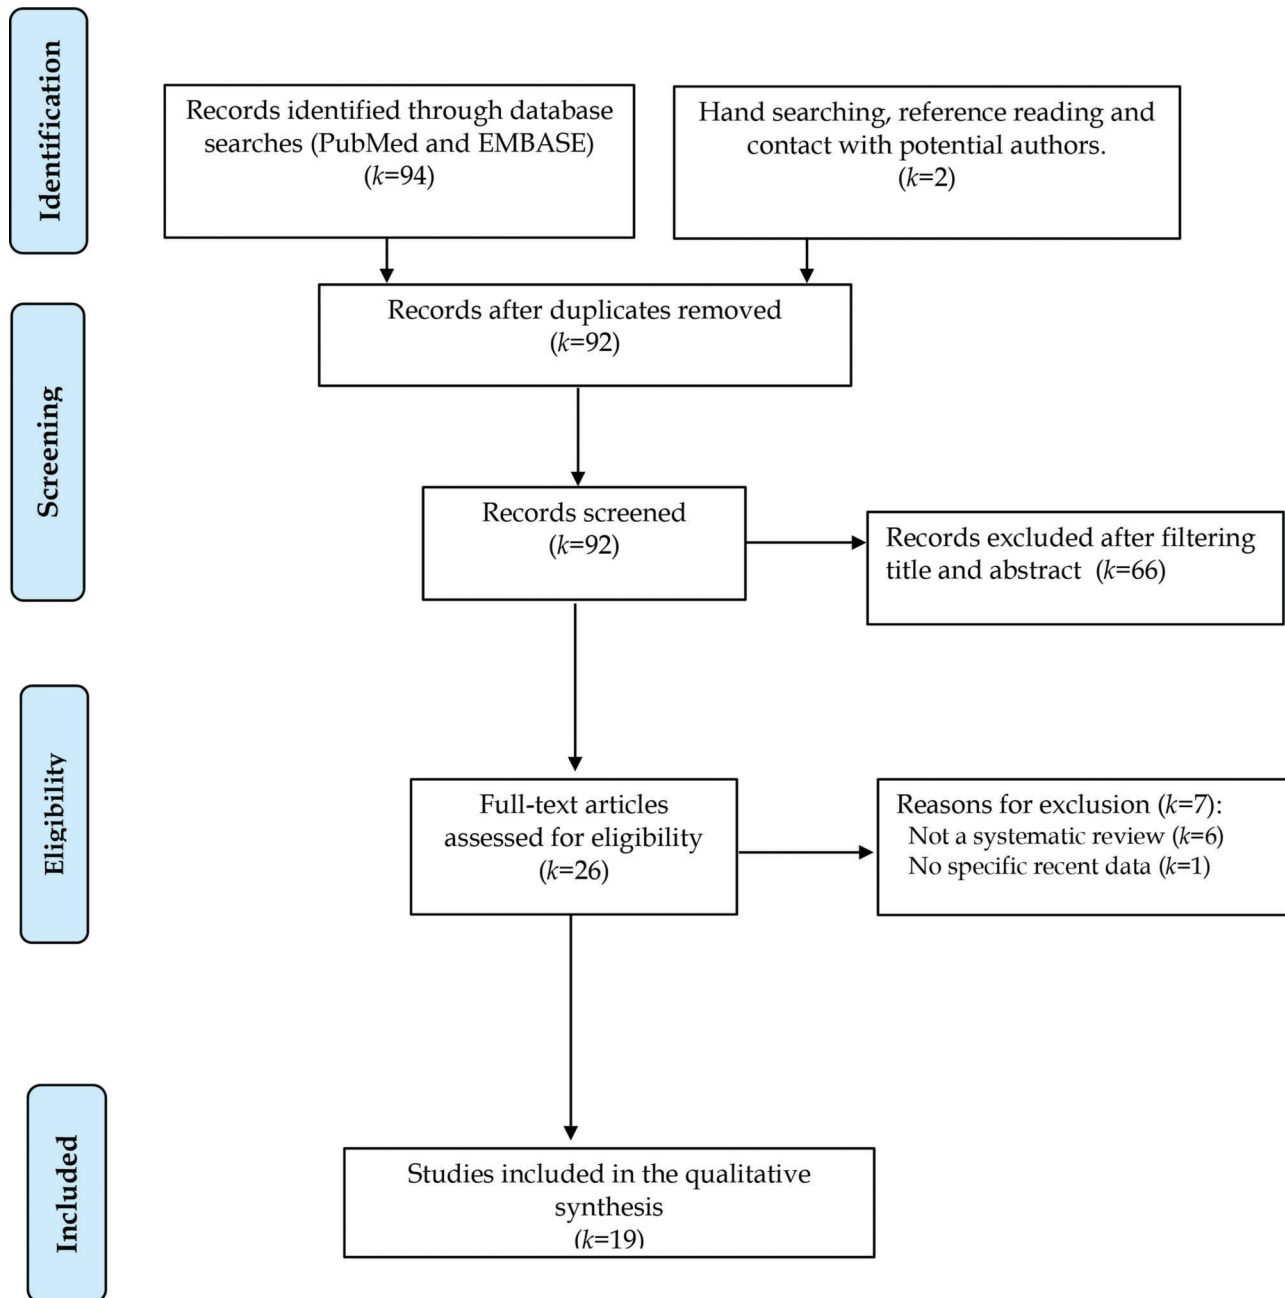 Identification
Records identified through database
searches (PubMed and EMBASE)
(k=94)
Hand searching, reference reading and
contact with potential authors.
(k=2)
Records after duplicates removed
(k=92)
Screening
Records screened
(k=92)
Records excluded after filtering
title and abstract (k=66)
Eligibility
Full-text articles
assessed for eligibility
(k=26)
Reasons for exclusion (k=7):
Not a systematic review (k=6)
No specific recent data (k=1)
Included
Studies included in the qualitative
synthesis
(k=19)